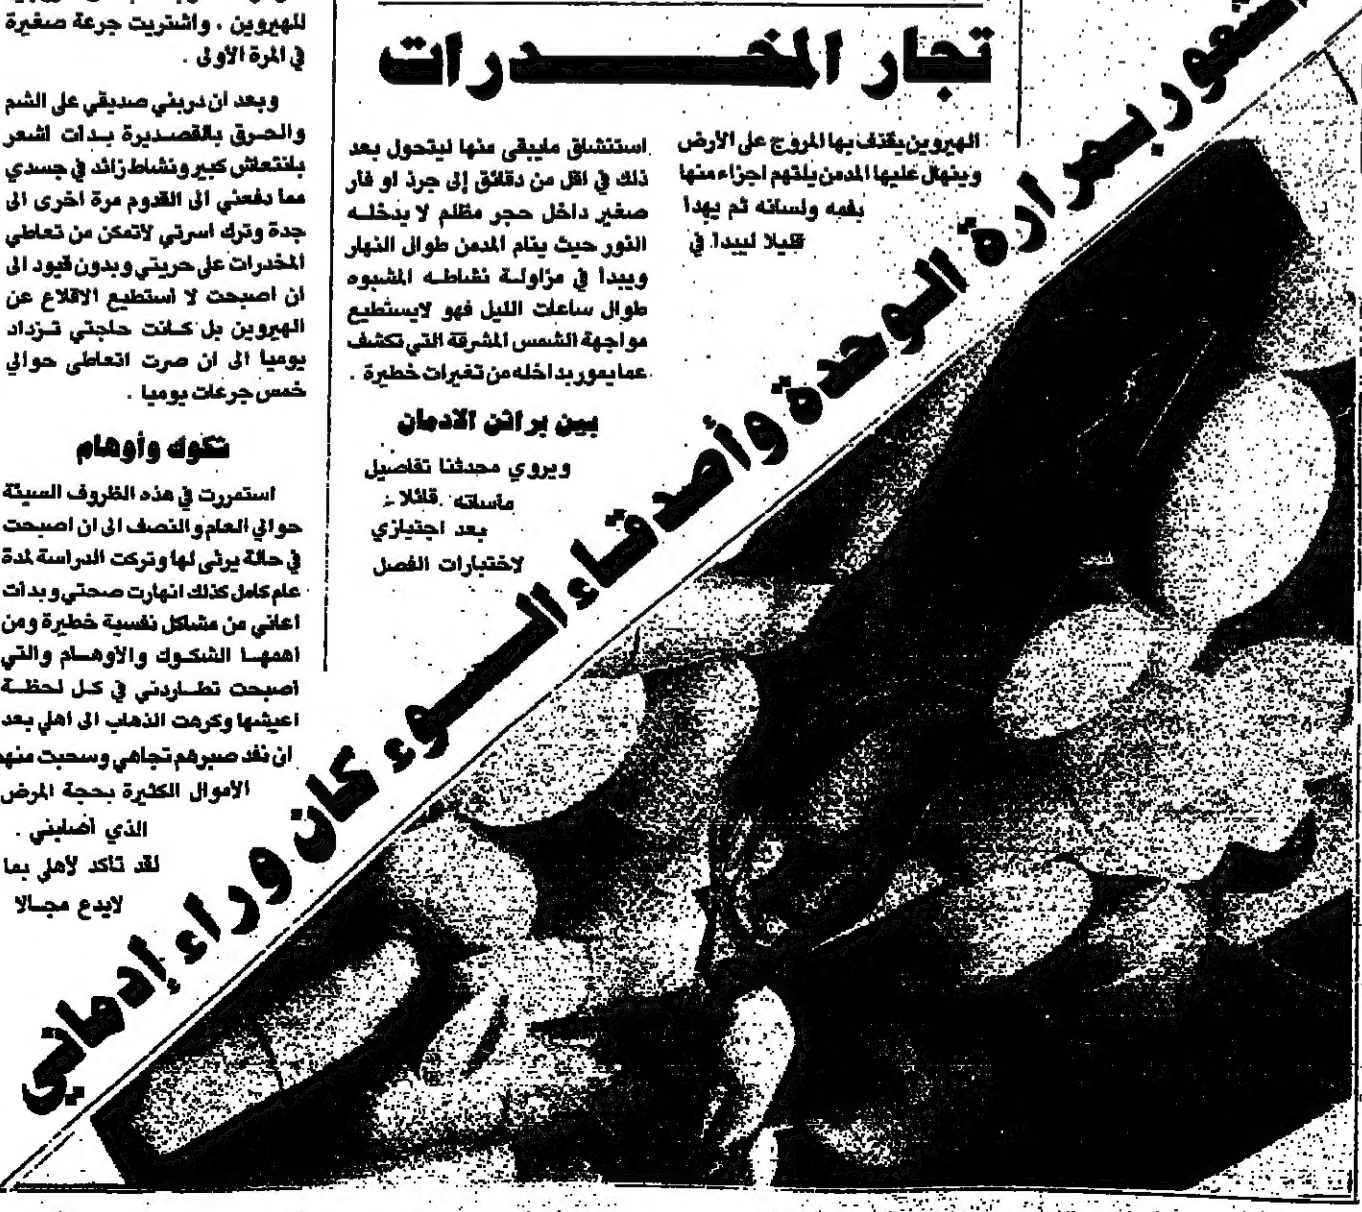 تجار المخدرات
الشعور بمرارة الوحدة وأصدقاء السوء كان وراء إدماني
الهيروين يقذف بها المروج على الأرض
وينهال عليها المدمن يلتهم اجزاء منها
بفمه ولسانه ثم يهدأ
قليلا ليبدأ في
استنشاق مايبقى منها ليتحول بعد
ذلك في اقل من دقائق إلى جرذ او فأر
صغير داخل حجر مظلم لا يدخله
النور حيث ينام المدمن طوال النهار
ويبدأ في مزاولة نشاطه المشبوه
طوال ساعات الليل فهو لايستطيع
مواجهة الشمس المشرقة التي تكشف
عما يمور بداخله من تغيرات خطيرة .
بين براثن الادمان
ويروي محدثنا تفاصيل
مأساته قائلا :
بعد اجتيازي
لاختبارات الفصل
للهيروين . واشتريت جرعة صغيرة
في المرة الأولى .
وبعد ان دربني صديقي على الشم
والحرق بالقصديرة بدأت اشعر
بانتعاش كبير ونشاط زائد في جسدي
مما دفعني الى القدوم مرة اخرى الى
جدة وترك اسرتي لاتمكن من تعاطي
المخدرات على حريتي وبدون قيود الى
ان اصبحت لا استطيع الاقلاع عن
الهيروين بل كانت حاجتي تزداد
يوميا الى ان صرت اتعاطى حوالي
خمس جرعات يوميا .
شكوك وأوهام
استمررت في هذه الظروف السيئة
حوالي العام والنصف الى ان اصبحت
في حالة يرثى لها وتركت الدراسة لمدة
عام كامل كذلك انهارت صحتي وبدأت
أعاني من مشاكل نفسية خطيرة ومن
اهمها الشكوك والأوهام والتي
اصبحت تطاردني في كل لحظة
اعيشها وكرهت الذهاب الى اهلي بعد
ان نفد صبرهم تجاهي وسحبت منهم
الأموال الكثيرة بحجة المرض
الذي أصابني .
لقد تأكد لأهلي بما
لايدع مجالا